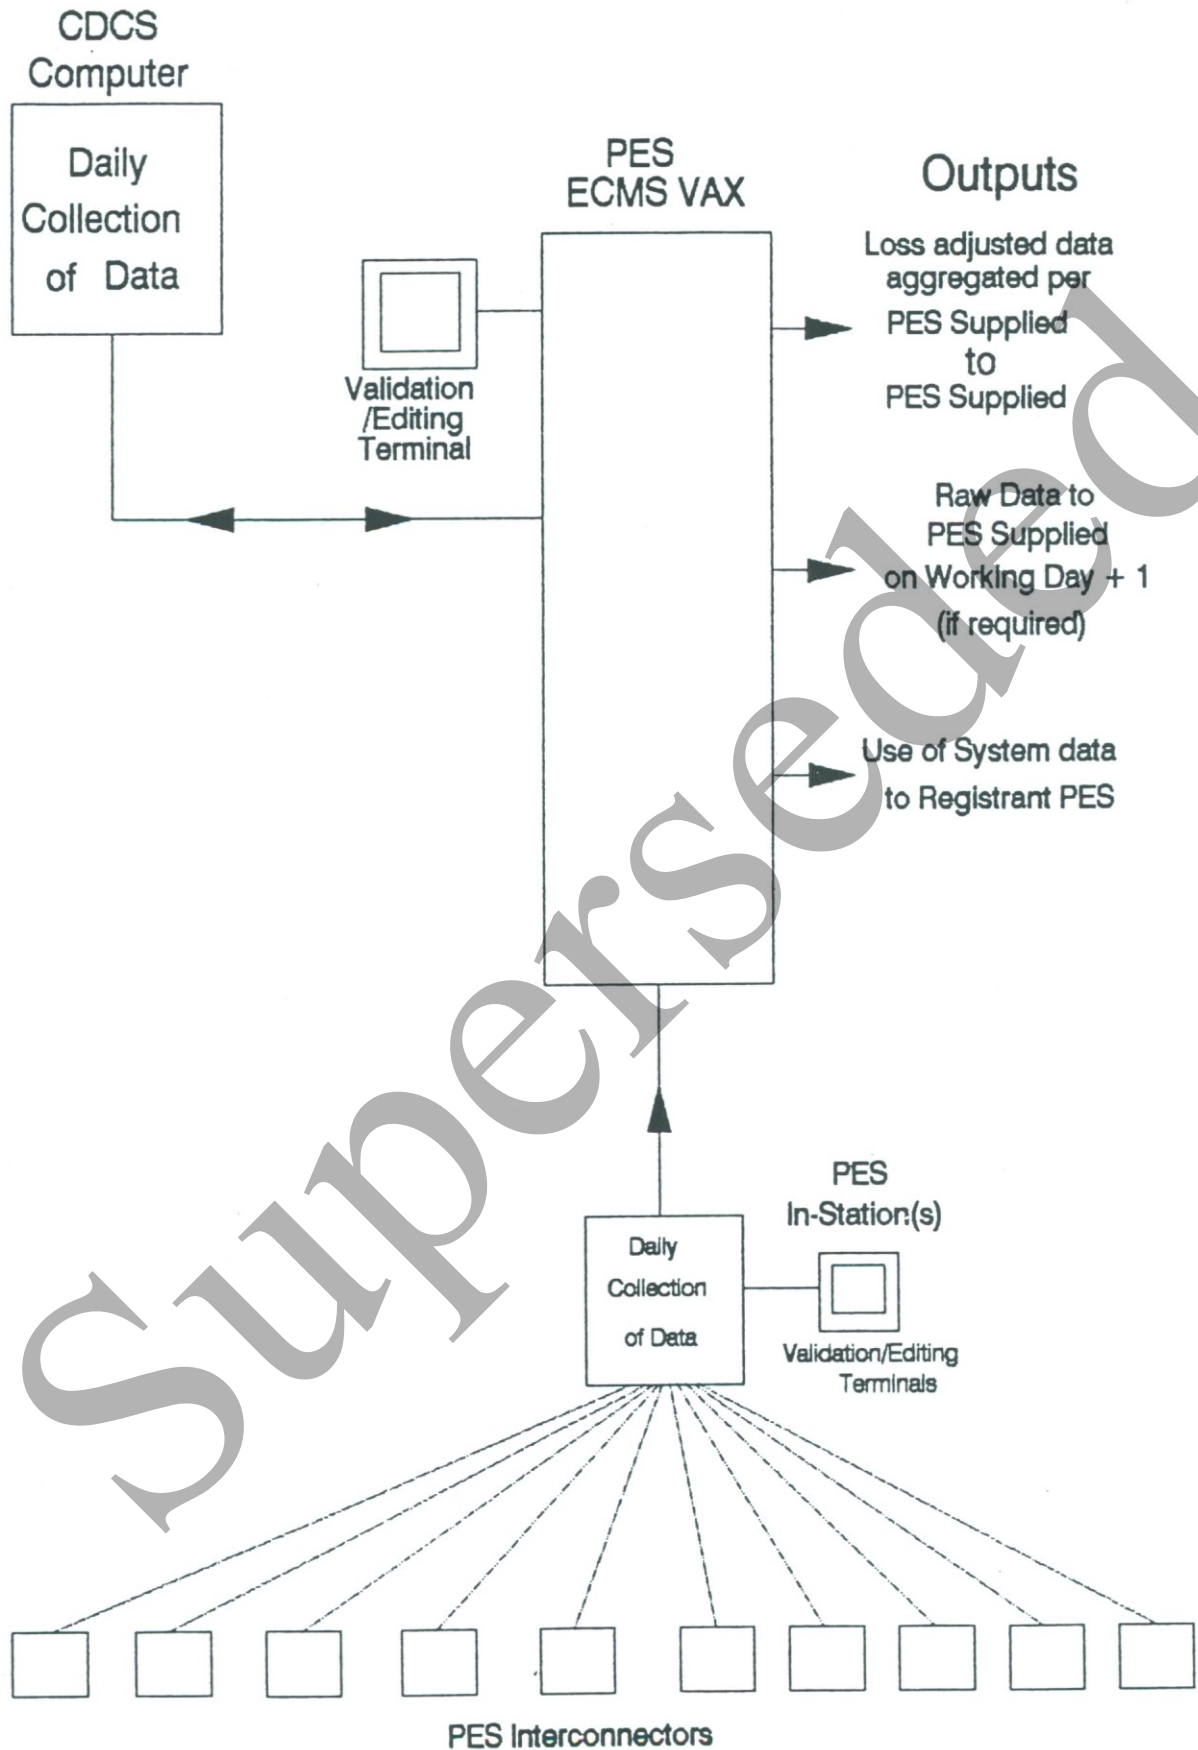 CDCS
Computer
Daily
Collection
of Data
PES
ECMS VAX
Validation
/Editing
Terminal
Outputs
Loss adjusted data
aggregated per
PES Supplied
to
PES Supplied
Raw Data to
PES Supplied
on Working Day + 1
(if required)
Use of System data
to Registrant PES
PES
In-Station(s)
Daily
Collection
of Data
Validation/Editing
Terminals
PES Interconnectors
Superseded